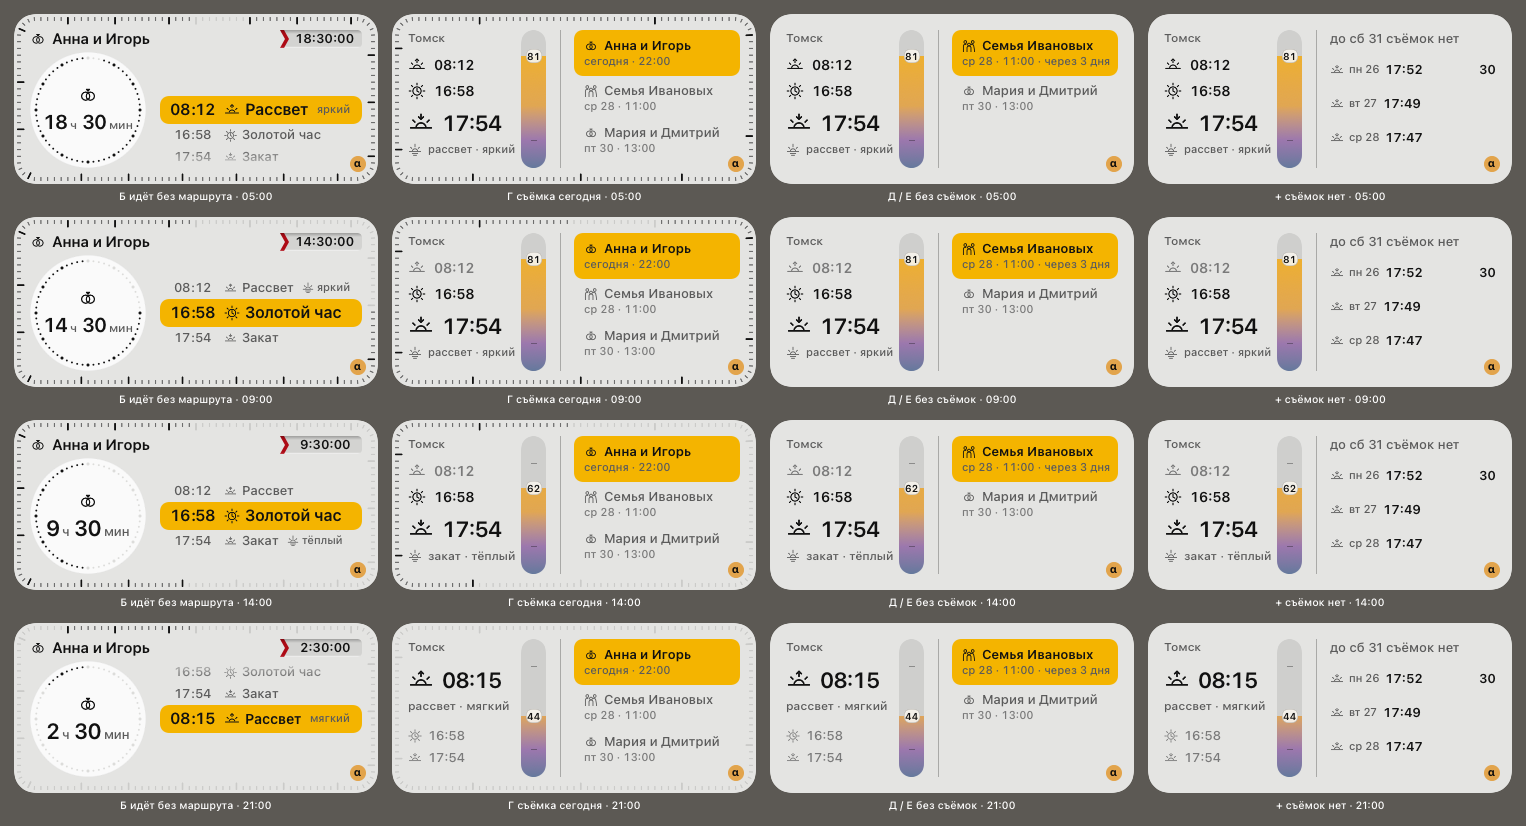 Анна и Игорь
18:30:00
18 ч 30 мин
08:12 Рассвет яркий
16:58 Золотой час
17:54 Закат
α
Б идёт без маршрута · 05:00
Томск
08:12
16:58
17:54
рассвет · яркий
81
–
Анна и Игорь
сегодня · 22:00
Семья Ивановых
ср 28 · 11:00
Мария и Дмитрий
пт 30 · 13:00
α
Г съёмка сегодня · 05:00
Томск
08:12
16:58
17:54
рассвет · яркий
81
–
Семья Ивановых
ср 28 · 11:00 · через 3 дня
Мария и Дмитрий
пт 30 · 13:00
α
Д / Е без съёмок · 05:00
Томск
08:12
16:58
17:54
рассвет · яркий
81
–
до сб 31 съёмок нет
пн 26 17:52 30
вт 27 17:49
ср 28 17:47
α
+ съёмок нет · 05:00
Анна и Игорь
14:30:00
14 ч 30 мин
08:12 Рассвет яркий
16:58 Золотой час
17:54 Закат
α
Б идёт без маршрута · 09:00
Томск
08:12
16:58
17:54
рассвет · яркий
81
–
Анна и Игорь
сегодня · 22:00
Семья Ивановых
ср 28 · 11:00
Мария и Дмитрий
пт 30 · 13:00
α
Г съёмка сегодня · 09:00
Томск
08:12
16:58
17:54
рассвет · яркий
81
–
Семья Ивановых
ср 28 · 11:00 · через 3 дня
Мария и Дмитрий
пт 30 · 13:00
α
Д / Е без съёмок · 09:00
Томск
08:12
16:58
17:54
рассвет · яркий
81
–
до сб 31 съёмок нет
пн 26 17:52 30
вт 27 17:49
ср 28 17:47
α
+ съёмок нет · 09:00
Анна и Игорь
9:30:00
9 ч 30 мин
08:12 Рассвет
16:58 Золотой час
17:54 Закат тёплый
α
Б идёт без маршрута · 14:00
Томск
08:12
16:58
17:54
закат · тёплый
–
62
–
Анна и Игорь
сегодня · 22:00
Семья Ивановых
ср 28 · 11:00
Мария и Дмитрий
пт 30 · 13:00
α
Г съёмка сегодня · 14:00
Томск
08:12
16:58
17:54
закат · тёплый
–
62
–
Семья Ивановых
ср 28 · 11:00 · через 3 дня
Мария и Дмитрий
пт 30 · 13:00
α
Д / Е без съёмок · 14:00
Томск
08:12
16:58
17:54
закат · тёплый
–
62
–
до сб 31 съёмок нет
пн 26 17:52 30
вт 27 17:49
ср 28 17:47
α
+ съёмок нет · 14:00
Анна и Игорь
2:30:00
2 ч 30 мин
16:58 Золотой час
17:54 Закат
08:15 Рассвет мягкий
α
Б идёт без маршрута · 21:00
Томск
08:15
рассвет · мягкий
16:58
17:54
–
44
–
Анна и Игорь
сегодня · 22:00
Семья Ивановых
ср 28 · 11:00
Мария и Дмитрий
пт 30 · 13:00
α
Г съёмка сегодня · 21:00
Томск
08:15
рассвет · мягкий
16:58
17:54
–
44
–
Семья Ивановых
ср 28 · 11:00 · через 3 дня
Мария и Дмитрий
пт 30 · 13:00
α
Д / Е без съёмок · 21:00
Томск
08:15
рассвет · мягкий
16:58
17:54
–
44
–
до сб 31 съёмок нет
пн 26 17:52 30
вт 27 17:49
ср 28 17:47
α
+ съёмок нет · 21:00